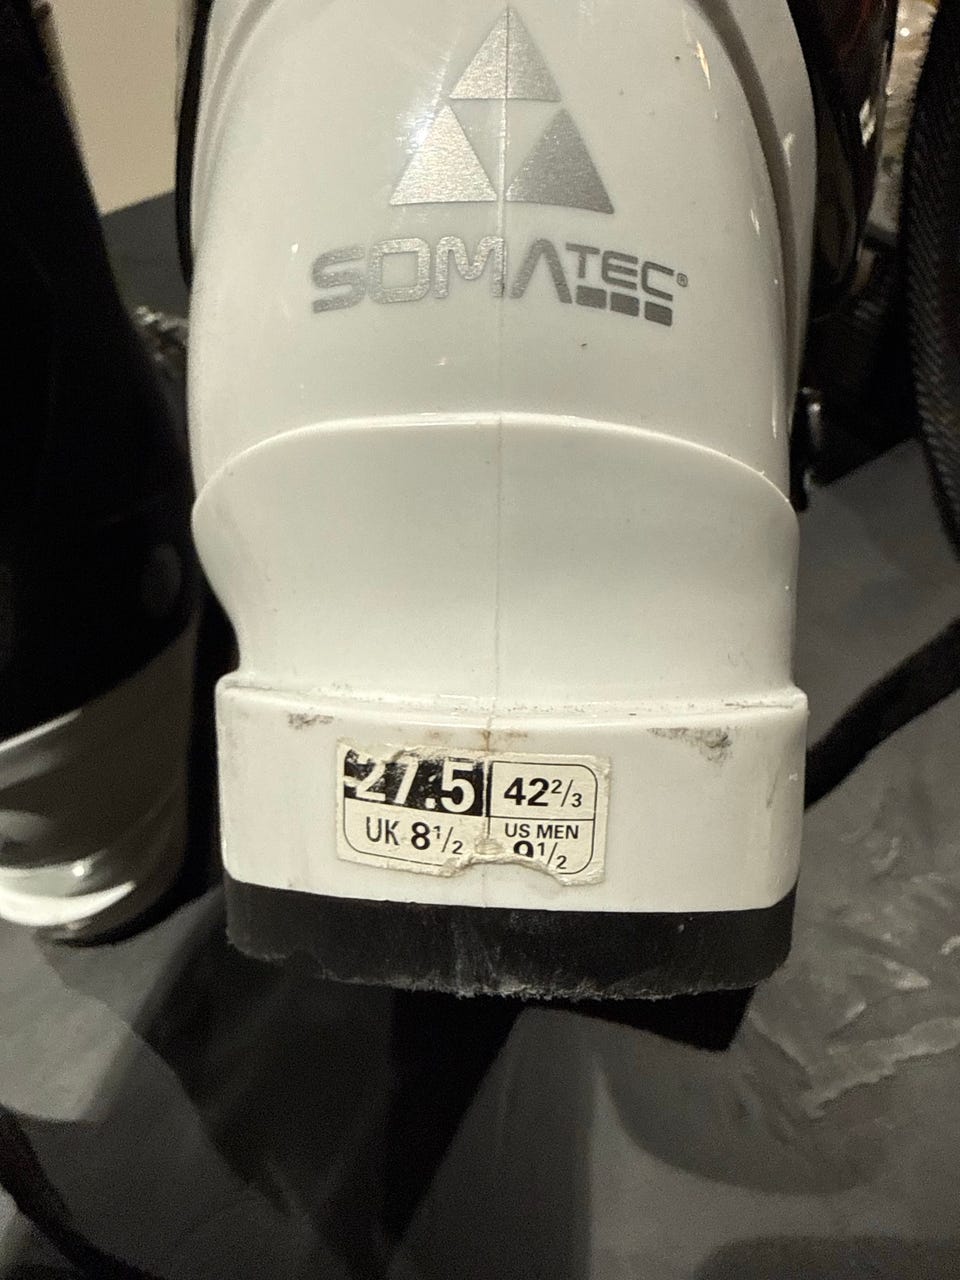 SOMATEC®
27.5
42 2/3
UK 8 1/2
US MEN
9 1/2